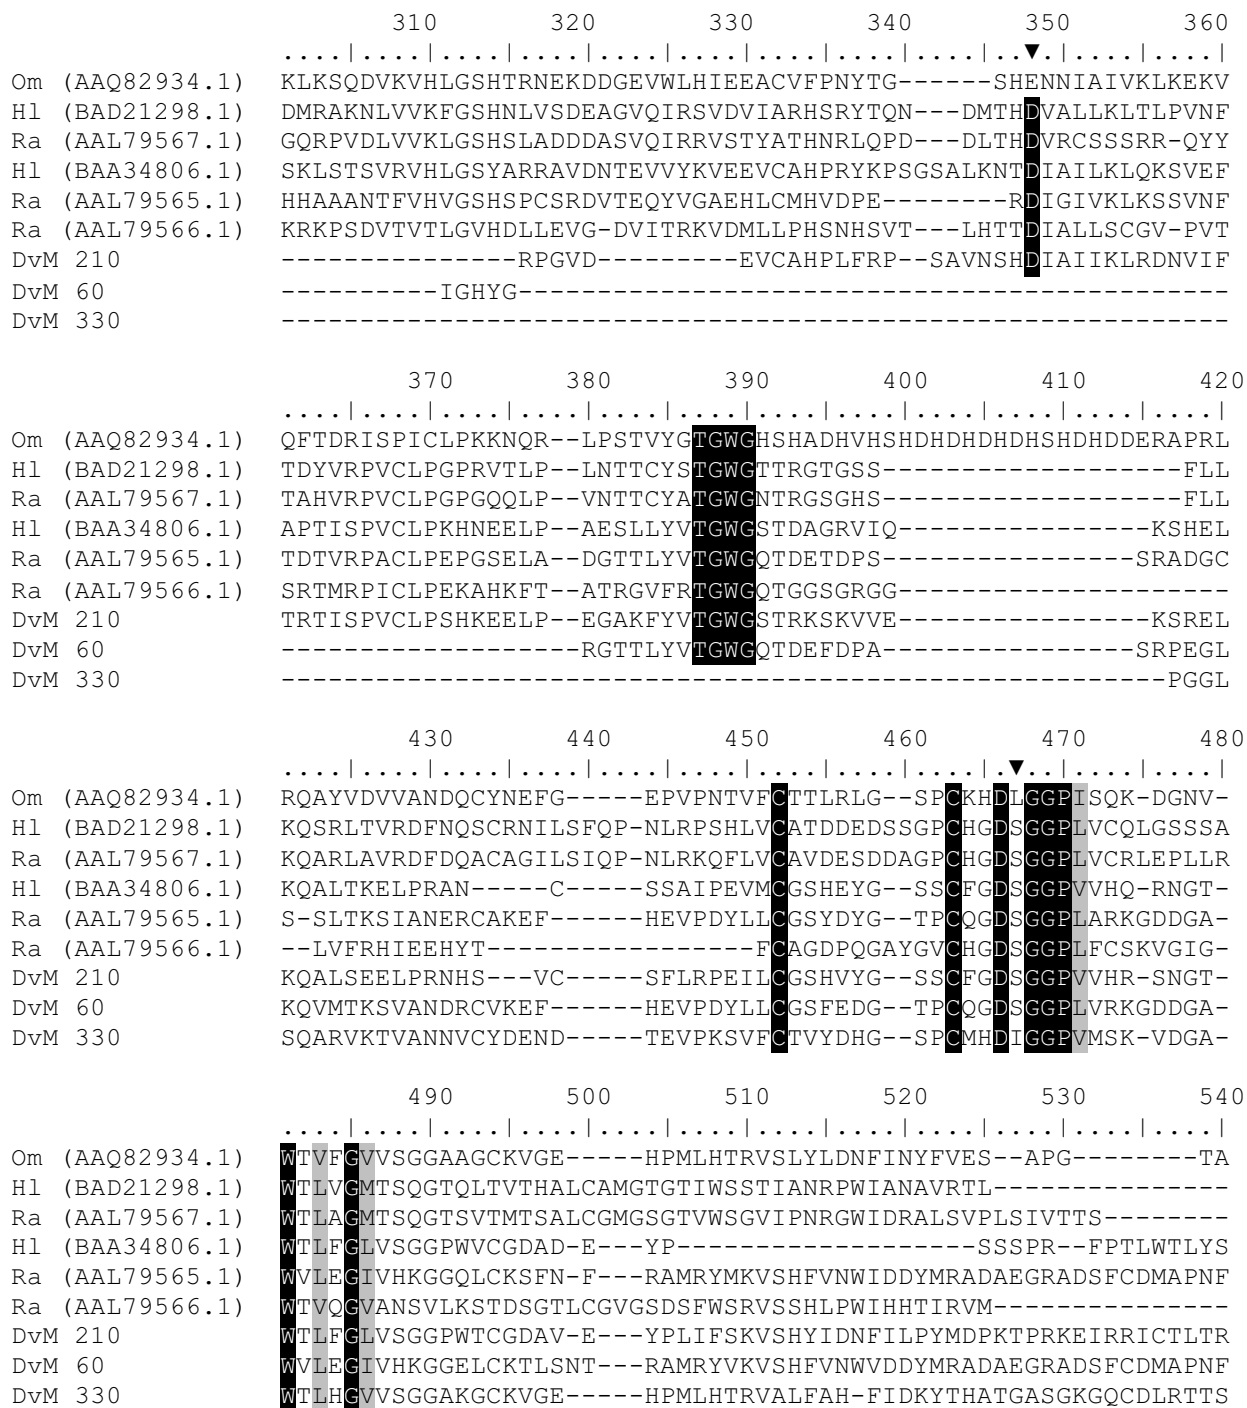 310 320 330 340 350 360
....|....|....|....|....|....|....|....|....|....▼....|....|
Om (AAQ82934.1) KLKSQDVKVHLGSHTRNEKDDGEVWLHIEEACVFPNYTG------SHENNIAIVKLKEKV
Hl (BAD21298.1) DMRAKNLVVKFGSHNLVSDEAGVQIRSVDVIARHSRYTQN---DMTHDVALLKLTLPVNF
Ra (AAL79567.1) GQRPVDLVVKLGSHSLADDDASVQIRRVSTYATHNRLQPD---DLTHDVRCSSSRR-QYY
Hl (BAA34806.1) SKLSTSVRVHLGSYARRAVDNTEVVYKVEEVCAHPRYKPSGSALKNTDIAILKLQKSVEF
Ra (AAL79565.1) HHAAANTFVHVGSHSPCSRDVTEQYVGAEHLCMHVDPE--------RDIGIVKLKSSVNF
Ra (AAL79566.1) KRKPSDVTVTLGVHDLLEVG-DVITRKVDMLLPHSNHSVT---LHTTDIALLSCGV-PVT
DvM 210 ---------------RPGVD---------EVCAHPLFRP--SAVNSHDIAIIKLRDNVIF
DvM 60 ----------IGHYG---------------------------------------------
DvM 330 ------------------------------------------------------------
370 380 390 400 410 420
....|....|....|....|....|....|....|....|....|....|....|....|
Om (AAQ82934.1) QFTDRISPICLPKKNQR--LPSTVYGTGWGHSHADHVHSHDHDHDHDHSHDHDDERAPRL
Hl (BAD21298.1) TDYVRPVCLPGPRVTLP--LNTTCYSTGWGTTRGTGSS-------------------FLL
Ra (AAL79567.1) TAHVRPVCLPGPGQQLP--VNTTCYATGWGNTRGSGHS-------------------FLL
Hl (BAA34806.1) APTISPVCLPKHNEELP--AESLLYVTGWGSTDAGRVIQ----------------KSHEL
Ra (AAL79565.1) TDTVRPACLPEPGSELA--DGTTLYVTGWGQTDETDPS----------------SRADGC
Ra (AAL79566.1) SRTMRPICLPEKAHKFT--ATRGVFRTGWGQTGGSGRGG---------------------
DvM 210 TRTISPVCLPSHKEELP--EGAKFYVTGWGSTRKSKVVE----------------KSREL
DvM 60 -------------------RGTTLYVTGWGQTDEFDPA----------------SRPEGL
DvM 330 --------------------------------------------------------PGGL
430 440 450 460 470 480
....|....|....|....|....|....|....|....|....|.▼..|....|....|
Om (AAQ82934.1) RQAYVDVVANDQCYNEFG-----EPVPNTVFCTTLRLG--SPCKHDLGGPISQK-DGNV-
Hl (BAD21298.1) KQSRLTVRDFNQSCRNILSFQP-NLRPSHLVCATDDEDSSGPCHGDSGGPLVCQLGSSSA
Ra (AAL79567.1) KQARLAVRDFDQACAGILSIQP-NLRKQFLVCAVDESDDAGPCHGDSGGPLVCRLEPLLR
Hl (BAA34806.1) KQALTKELPRAN-----C-----SSAIPEVMCGSHEYG--SSCFGDSGGPVVHQ-RNGT-
Ra (AAL79565.1) S-SLTKSIANERCAKEF------HEVPDYLLCGSYDYG--TPCQGDSGGPLARKGDDGA-
Ra (AAL79566.1) --LVFRHIEEHYT-----------------FCAGDPQGAYGVCHGDSGGPLFCSKVGIG-
DvM 210 KQALSEELPRNHS---VC-----SFLRPEILCGSHVYG--SSCFGDSGGPVVHR-SNGT-
DvM 60 KQVMTKSVANDRCVKEF------HEVPDYLLCGSFEDG--TPCQGDSGGPLVRKGDDGA-
DvM 330 SQARVKTVANNVCYDEND-----TEVPKSVFCTVYDHG--SPCMHDIGGPVMSK-VDGA-
490 500 510 520 530 540
....|....|....|....|....|....|....|....|....|....|....|....|
Om (AAQ82934.1) WTVFGVVSGGAAGCKVGE-----HPMLHTRVSLYLDNFINYFVES--APG--------TA
Hl (BAD21298.1) WTLVGMTSQGTQLTVTHALCAMGTGTIWSSTIANRPWIANAVRTL---------------
Ra (AAL79567.1) WTLAGMTSQGTSVTMTSALCGMGSGTVWSGVIPNRGWIDRALSVPLSIVTTS--------
Hl (BAA34806.1) WTLFGLVSGGPWVCGDAD-E---YP-------------------SSSPR--FPTLWTLYS
Ra (AAL79565.1) WVLEGIVHKGGQLCKSFN-F---RAMRYMKVSHFVNWIDDYMRADAEGRADSFCDMAPNF
Ra (AAL79566.1) WTVQGVANSVLKSTDSGTLCGVGSDSFWSRVSSHLPWIHHTIRVM---------------
DvM 210 WTLFGLVSGGPWTCGDAV-E---YPLIFSKVSHYIDNFILPYMDPKTPRKEIRRICTLTR
DvM 60 WVLEGIVHKGGELCKTLSNT---RAMRYVKVSHFVNWVDDYMRADAEGRADSFCDMAPNF
DvM 330 WTLHGVVSGGAKGCKVGE-----HPMLHTRVALFAH-FIDKYTHATGASGKGQCDLRTTS